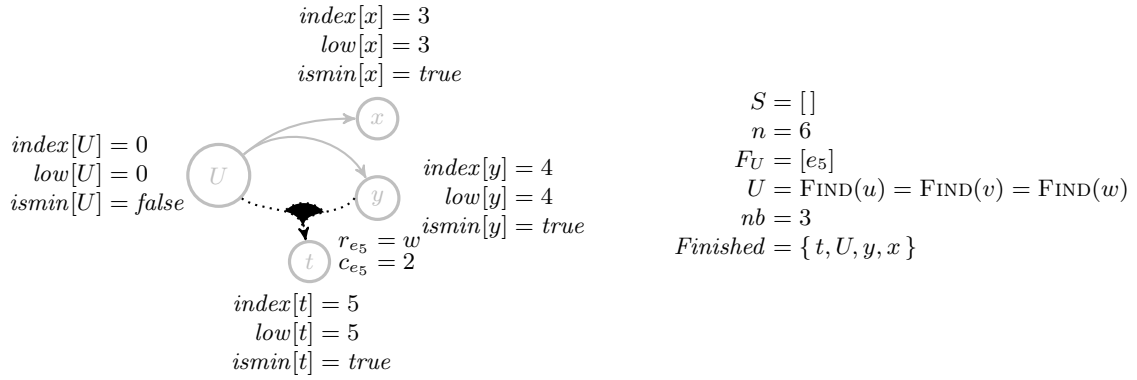 index[x] = 3
low[x] = 3
ismin[x] = true
x
index[U] = 0
low[U] = 0
ismin[U] = false
U
index[y] = 4
low[y] = 4
ismin[y] = true
y
r_{e_5} = w
c_{e_5} = 2
t
index[t] = 5
low[t] = 5
ismin[t] = true
S = [ ]
n = 6
F_U = [e_5]
U = FIND(u) = FIND(v) = FIND(w)
nb = 3
Finished = { t, U, y, x }